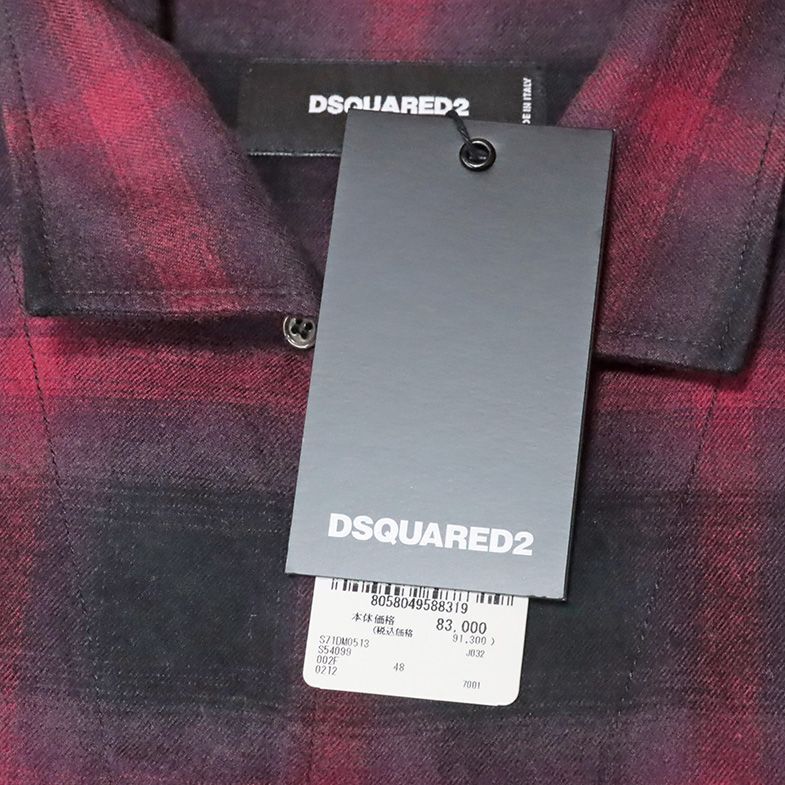 DSQUARED2
DE IN ITALY
DSQUARED2
8058049588319
本体価格 83,000
(税込価格 91,300 )
S71DM0513 J032
S54099
002F 48
0212 7001